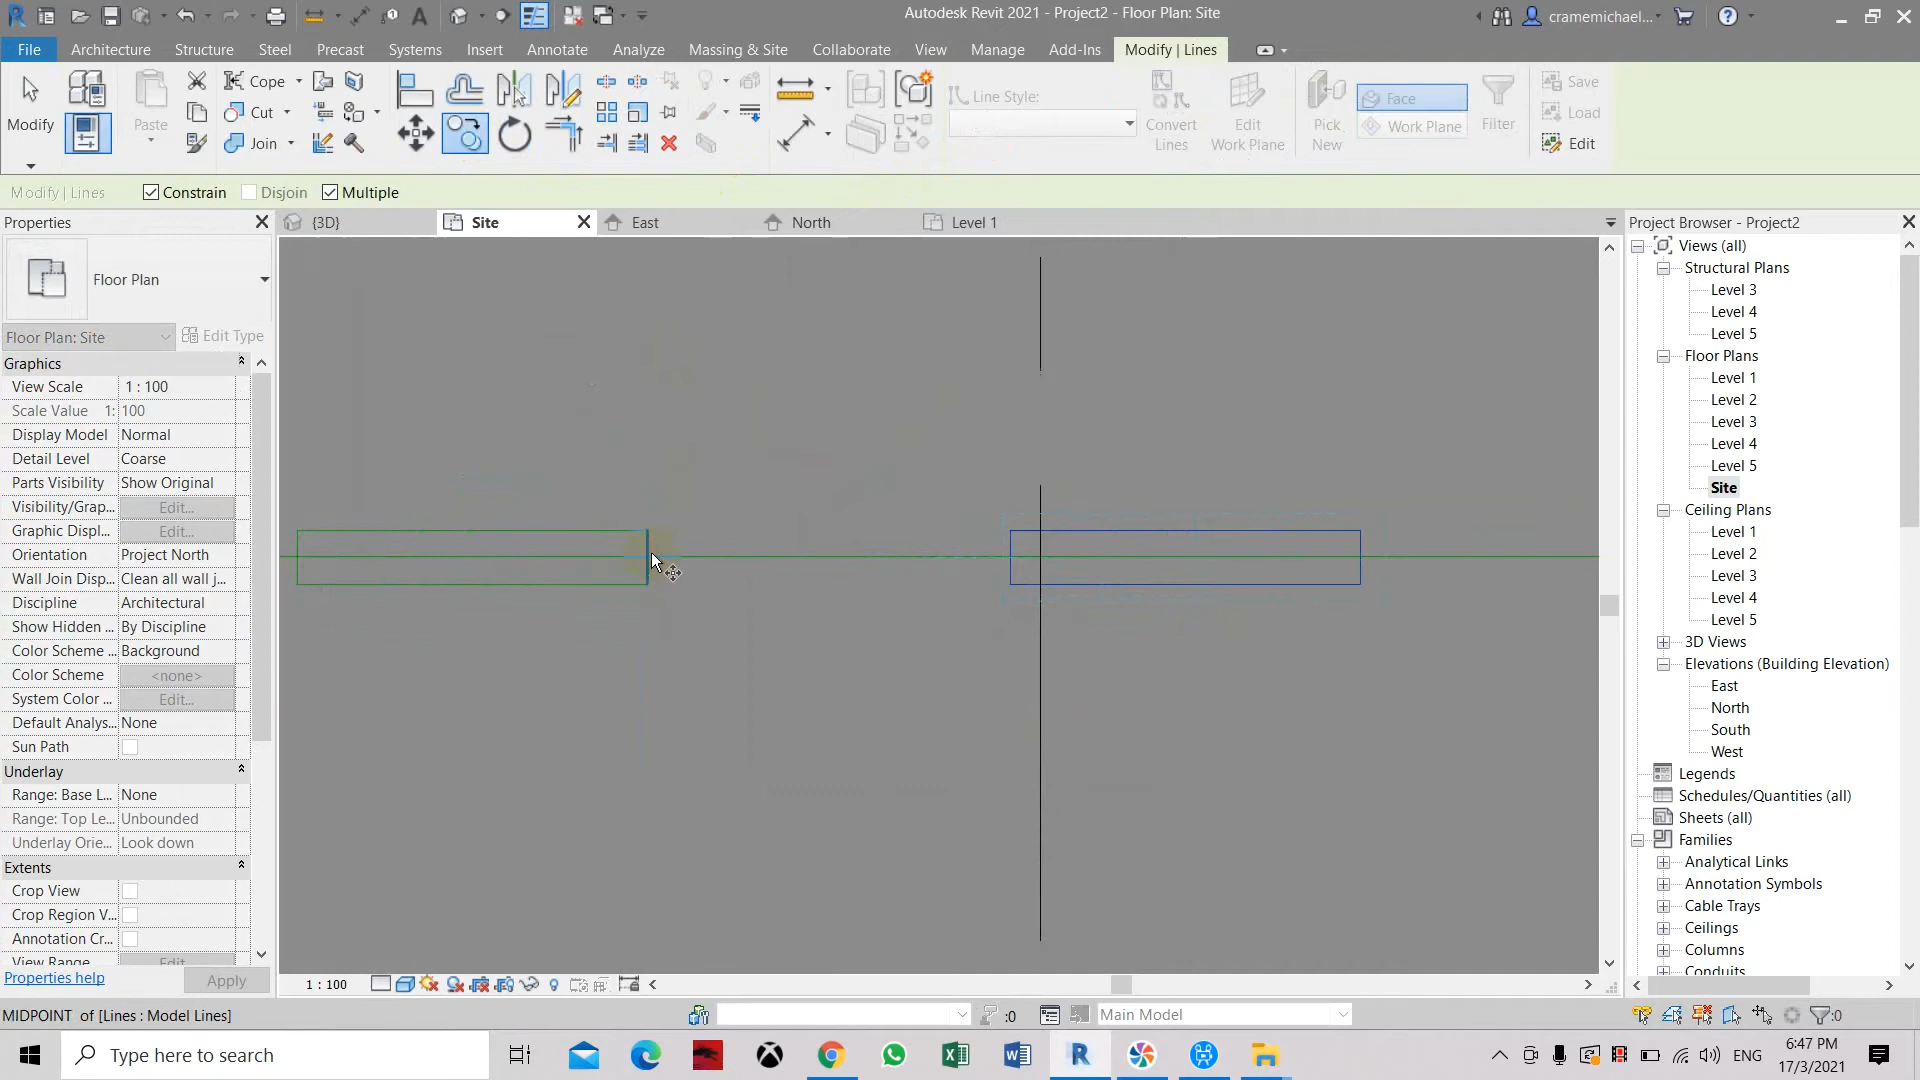 Autodesk Revit 2021 - Project2 - Floor Plan: Site
cramemichael...
File Architecture Structure Steel Precast Systems Insert Annotate Analyze Massing & Site Collaborate View Manage Add-Ins Modify | Lines
Modify
Paste
Cope
Cut
Join
Line Style:
Convert Lines
Edit Work Plane
Pick New
Face
Work Plane
Filter
Save
Load
Edit
Modify | Lines Constrain Disjoin Multiple
Properties
{3D} Site East North Level 1
Project Browser - Project2
Floor Plan
Floor Plan: Site Edit Type
Graphics
View Scale 1 : 100
Scale Value 1: 100
Display Model Normal
Detail Level Coarse
Parts Visibility Show Original
Visibility/Grap... Edit...
Graphic Displ... Edit...
Orientation Project North
Wall Join Disp... Clean all wall j...
Discipline Architectural
Show Hidden ... By Discipline
Color Scheme ... Background
Color Scheme <none>
System Color ... Edit...
Default Analys... None
Sun Path
Underlay
Range: Base L... None
Range: Top Le... Unbounded
Underlay Orie... Look down
Extents
Crop View
Crop Region V...
Annotation Cr...
View Range Edit...
Properties help Apply
Views (all)
Structural Plans
Level 3
Level 4
Level 5
Floor Plans
Level 1
Level 2
Level 3
Level 4
Level 5
Site
Ceiling Plans
Level 1
Level 2
Level 3
Level 4
Level 5
3D Views
Elevations (Building Elevation)
East
North
South
West
Legends
Schedules/Quantities (all)
Sheets (all)
Families
Analytical Links
Annotation Symbols
Cable Trays
Ceilings
Columns
Conduits
1 : 100
MIDPOINT of [Lines : Model Lines]
:0
Main Model
:0
Type here to search
ENG
6:47 PM
17/3/2021